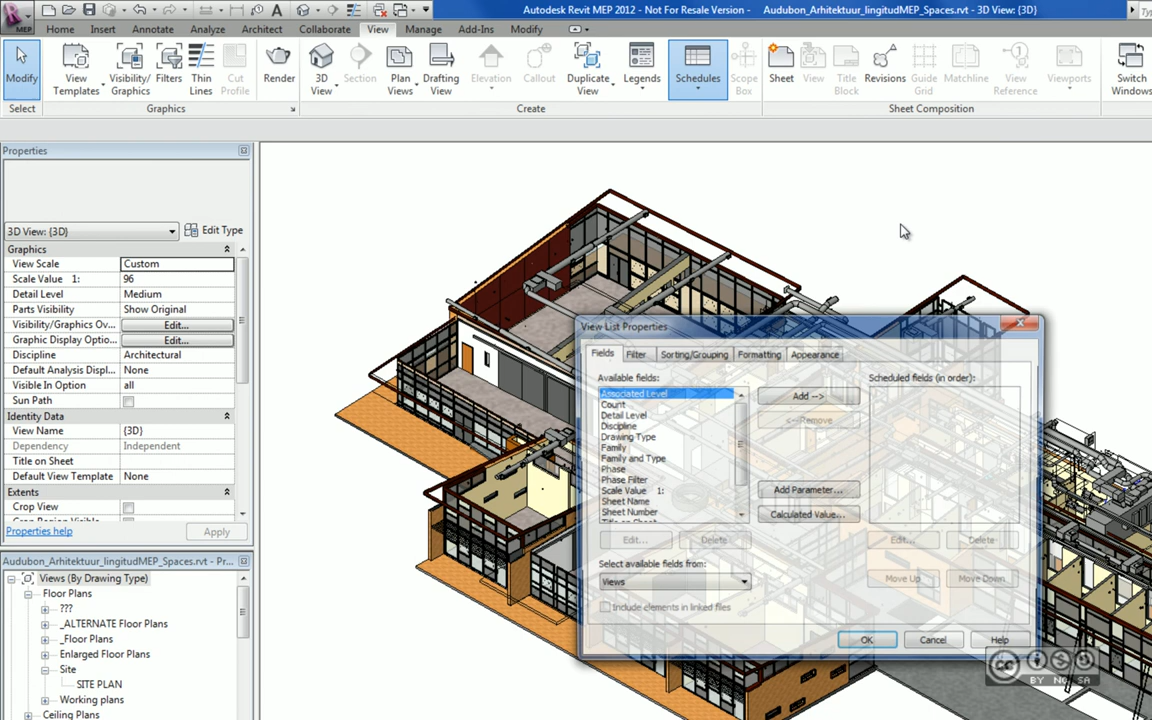 Autodesk Revit MEP 2012 - Not For Resale Version - Audubon_Arhitektuur_lingitudMEP_Spaces.rvt - 3D View: {3D}
MEP
Home Insert Annotate Analyze Architect Collaborate View Manage Add-Ins Modify
Modify
View Templates
Visibility/ Graphics
Filters
Thin Lines
Cut Profile
Render
3D View
Section
Plan Views
Drafting View
Elevation
Callout
Duplicate View
Legends
Schedules
Scope Box
Sheet
View
Title Block
Revisions
Guide Grid
Matchline
View Reference
Viewports
Switch Windows
Select Graphics Create Sheet Composition
Properties
3D View: {3D} Edit Type
Graphics
View Scale Custom
Scale Value 1: 96
Detail Level Medium
Parts Visibility Show Original
Visibility/Graphics Ov... Edit...
Graphic Display Optio... Edit...
Discipline Architectural
Default Analysis Displ... None
Visible In Option all
Sun Path
Identity Data
View Name {3D}
Dependency Independent
Title on Sheet
Default View Template None
Extents
Crop View
Properties help Apply
Audubon_Arhitektuur_lingitudMEP_Spaces.rvt - Pr...
Views (By Drawing Type)
Floor Plans
???
_ALTERNATE Floor Plans
_Floor Plans
Enlarged Floor Plans
Site
SITE PLAN
Working plans
Ceiling Plans
View List Properties
Fields Filter Sorting/Grouping Formatting Appearance
Available fields: Scheduled fields (in order):
Associated Level
Count
Detail Level
Discipline
Drawing Type
Family
Family and Type
Phase
Phase Filter
Scale Value 1:
Sheet Name
Sheet Number
Title on Sheet
Add -->
<--Remove
Add Parameter...
Calculated Value...
Edit... Delete Edit... Delete
Select available fields from:
Views
Move Up Move Down
Include elements in linked files
OK Cancel Help
BY NC SA